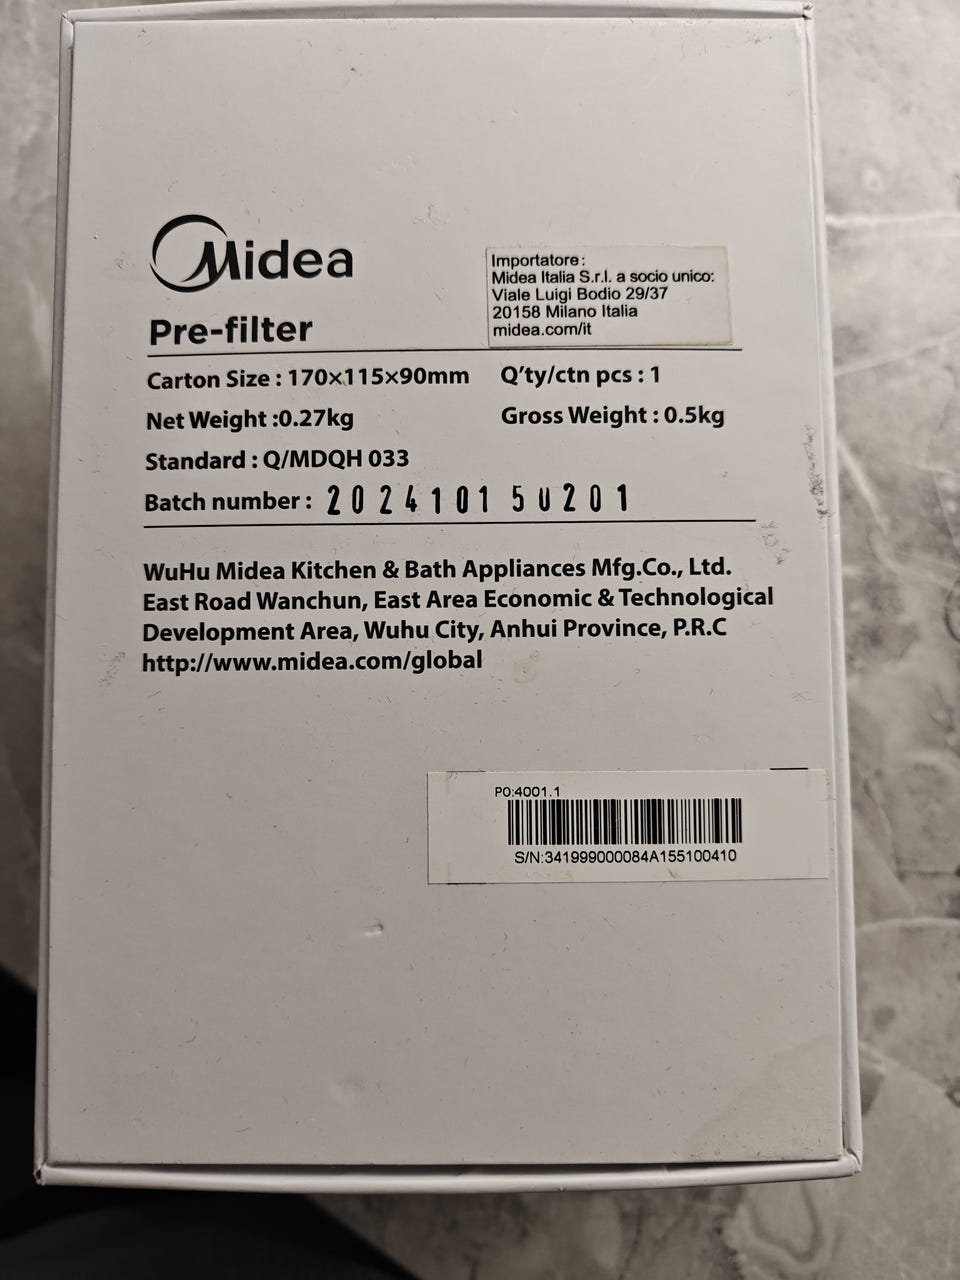 Midea
Importatore:
Midea Italia S.r.l. a socio unico:
Viale Luigi Bodio 29/37
20158 Milano Italia
midea.com/it
Pre-filter
Carton Size : 170×115×90mm Q'ty/ctn pcs : 1
Net Weight :0.27kg Gross Weight : 0.5kg
Standard : Q/MDQH 033
Batch number : 20241015U201
WuHu Midea Kitchen & Bath Appliances Mfg.Co., Ltd.
East Road Wanchun, East Area Economic & Technological
Development Area, Wuhu City, Anhui Province, P.R.C
http://www.midea.com/global
PO:4001.1
S/N:341999000084A155100410